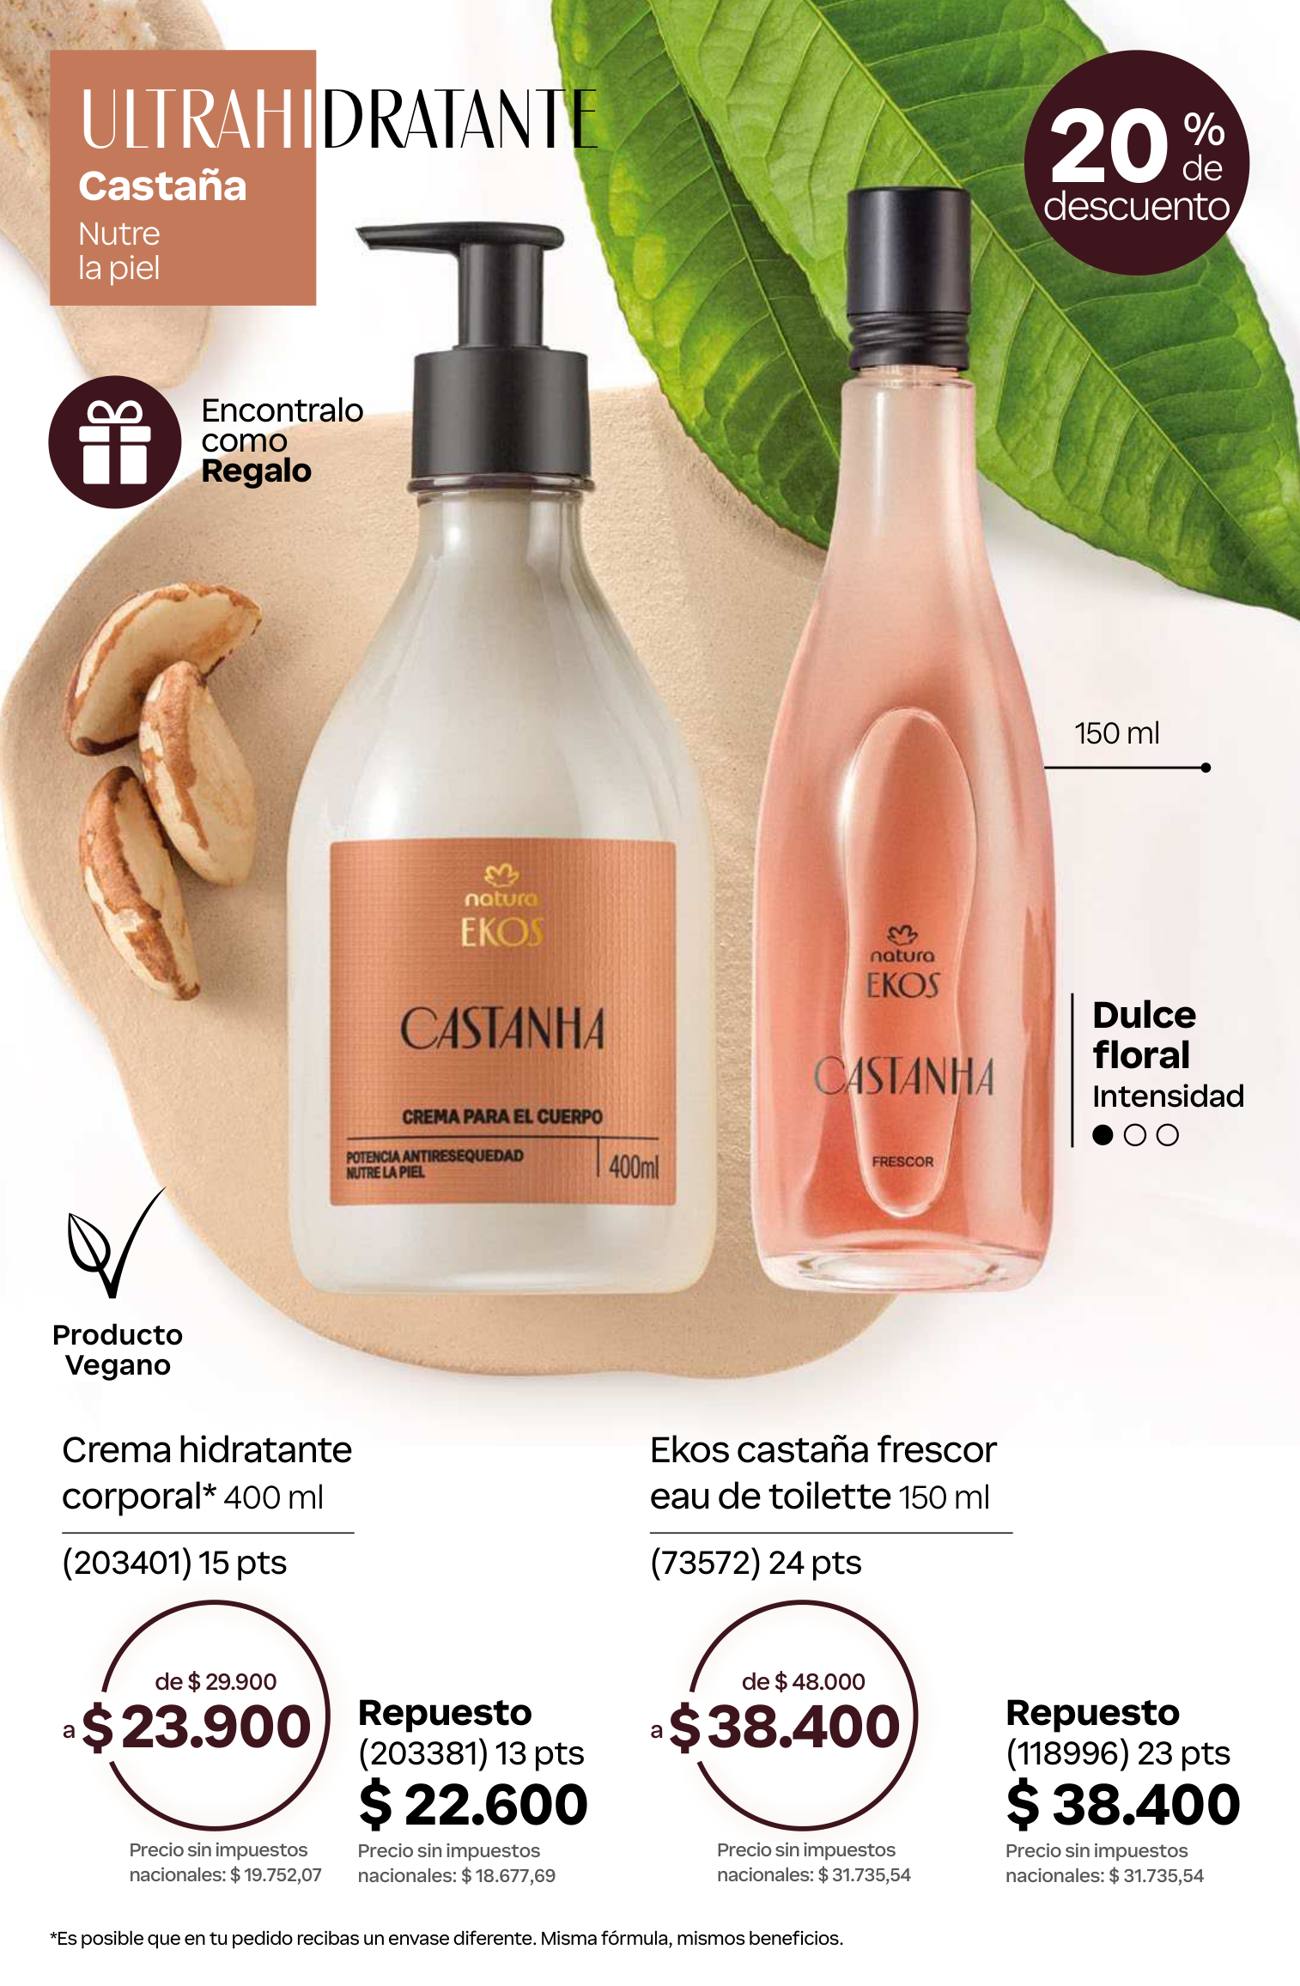 ULTRAHIDRATANTE
Castaña
Nutre
la piel
20 %
de
descuento
Encontralo
como
Regalo
150 ml
natura
EKOS
CASTANHA
CREMA PARA EL CUERPO
POTENCIA ANTIRESEQUEDAD
NUTRE LA PIEL
400ml
natura
EKOS
CASTANHA
FRESCOR
Dulce
floral
Intensidad
Producto
Vegano
Crema hidratante
corporal* 400 ml
(203401) 15 pts
de $ 29.900
a $ 23.900
Precio sin impuestos
nacionales: $ 19.752,07
Repuesto
(203381) 13 pts
$ 22.600
Precio sin impuestos
nacionales: $ 18.677,69
Ekos castaña frescor
eau de toilette 150 ml
(73572) 24 pts
de $ 48.000
a $ 38.400
Precio sin impuestos
nacionales: $ 31.735,54
Repuesto
(118996) 23 pts
$ 38.400
Precio sin impuestos
nacionales: $ 31.735,54
*Es posible que en tu pedido recibas un envase diferente. Misma fórmula, mismos beneficios.